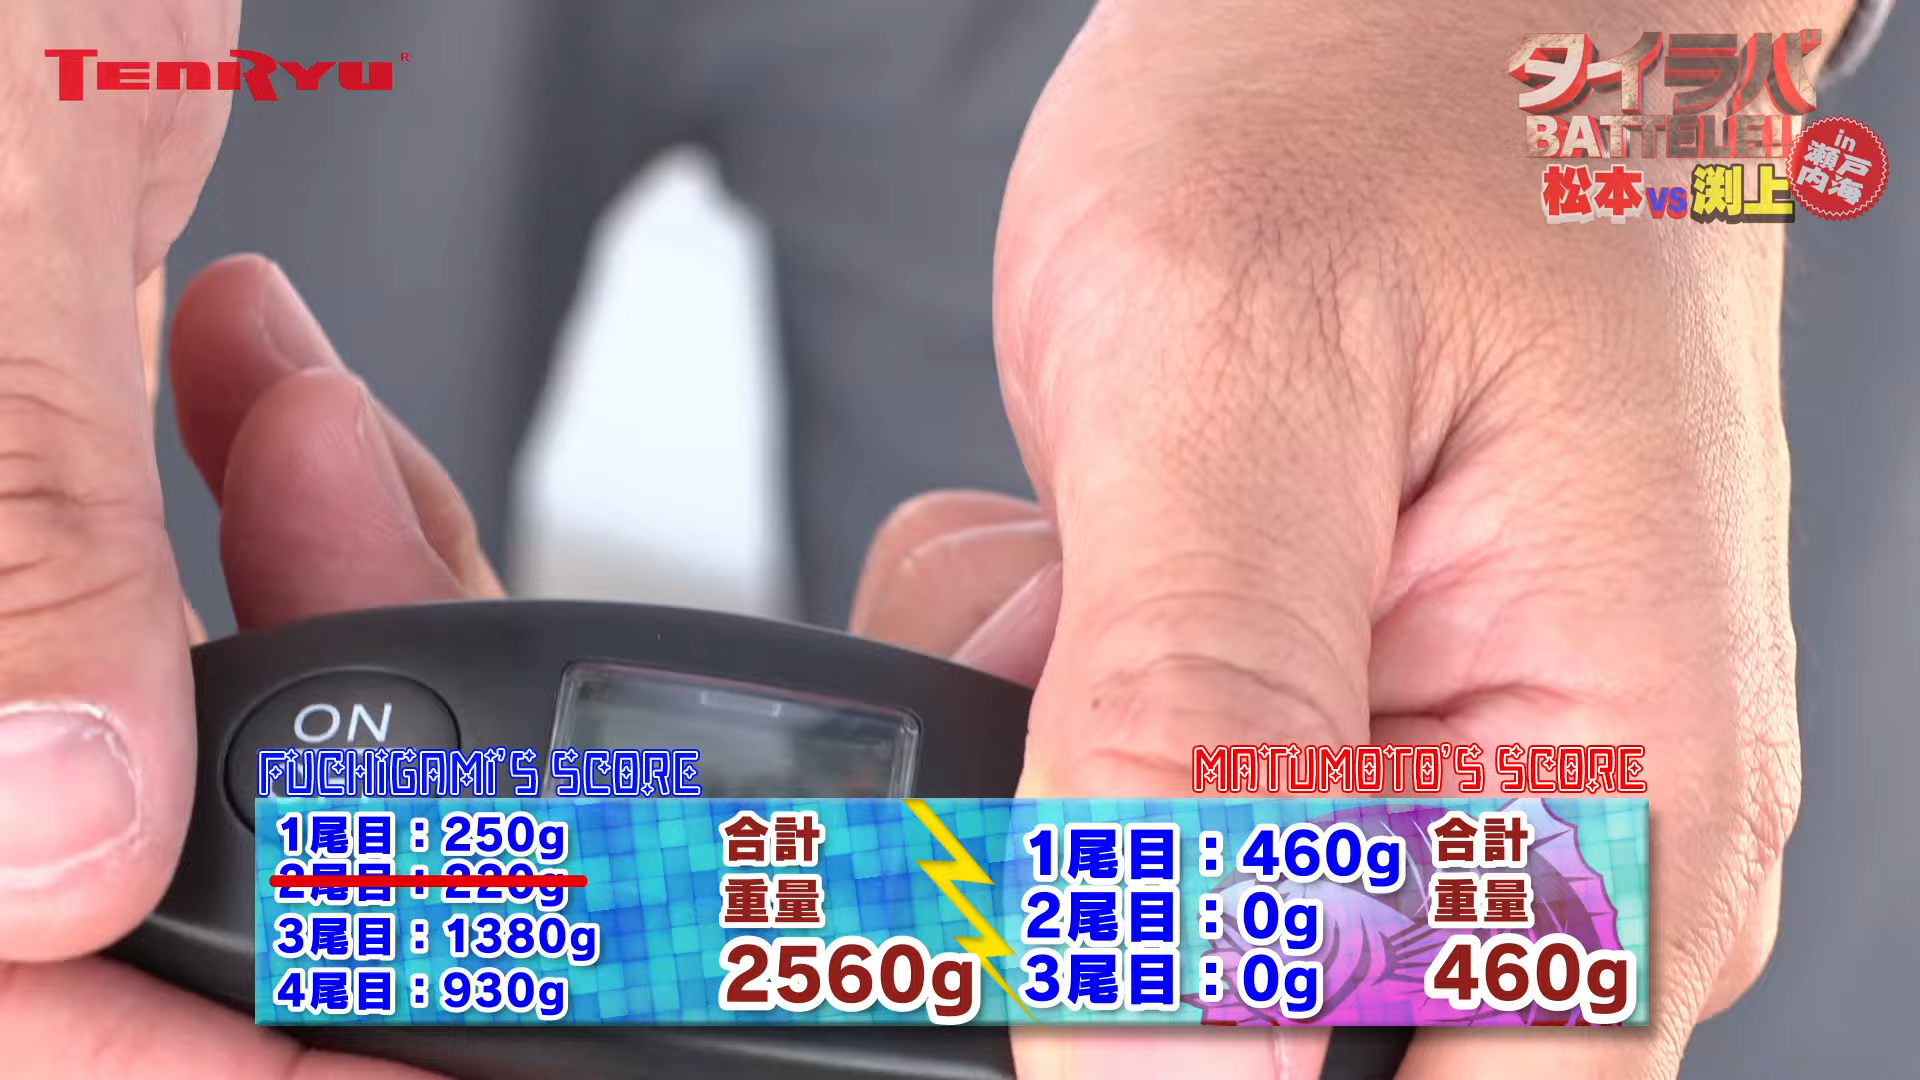 TENRYU®
タイラバ
BATTELE!!
in
瀬戸
内海
松本 VS 渕上
ON
FUCHIGAMI'S SCORE
1尾目：250g
2尾目：220g
3尾目：1380g
4尾目：930g
合計
重量
2560g
MATUMOTO'S SCORE
1尾目：460g
2尾目：0g
3尾目：0g
合計
重量
460g